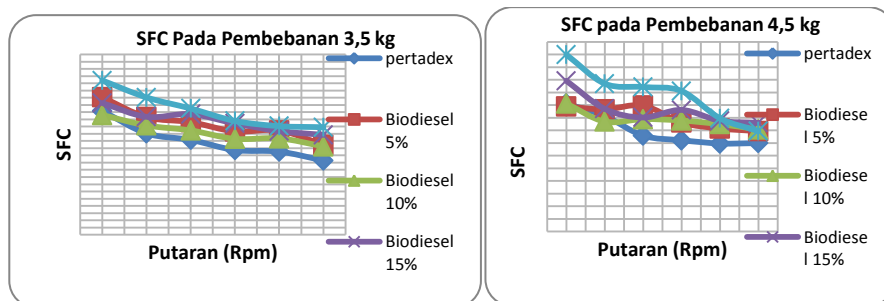 SFC Pada Pembebanan 3,5 kg
SFC
Putaran (Rpm)
pertadex
Biodiesel
5%
Biodiesel
10%
Biodiesel
15%
SFC pada Pembebanan 4,5 kg
SFC
Putaran (Rpm)
pertadex
Biodiese
l 5%
Biodiese
l 10%
Biodiese
l 15%